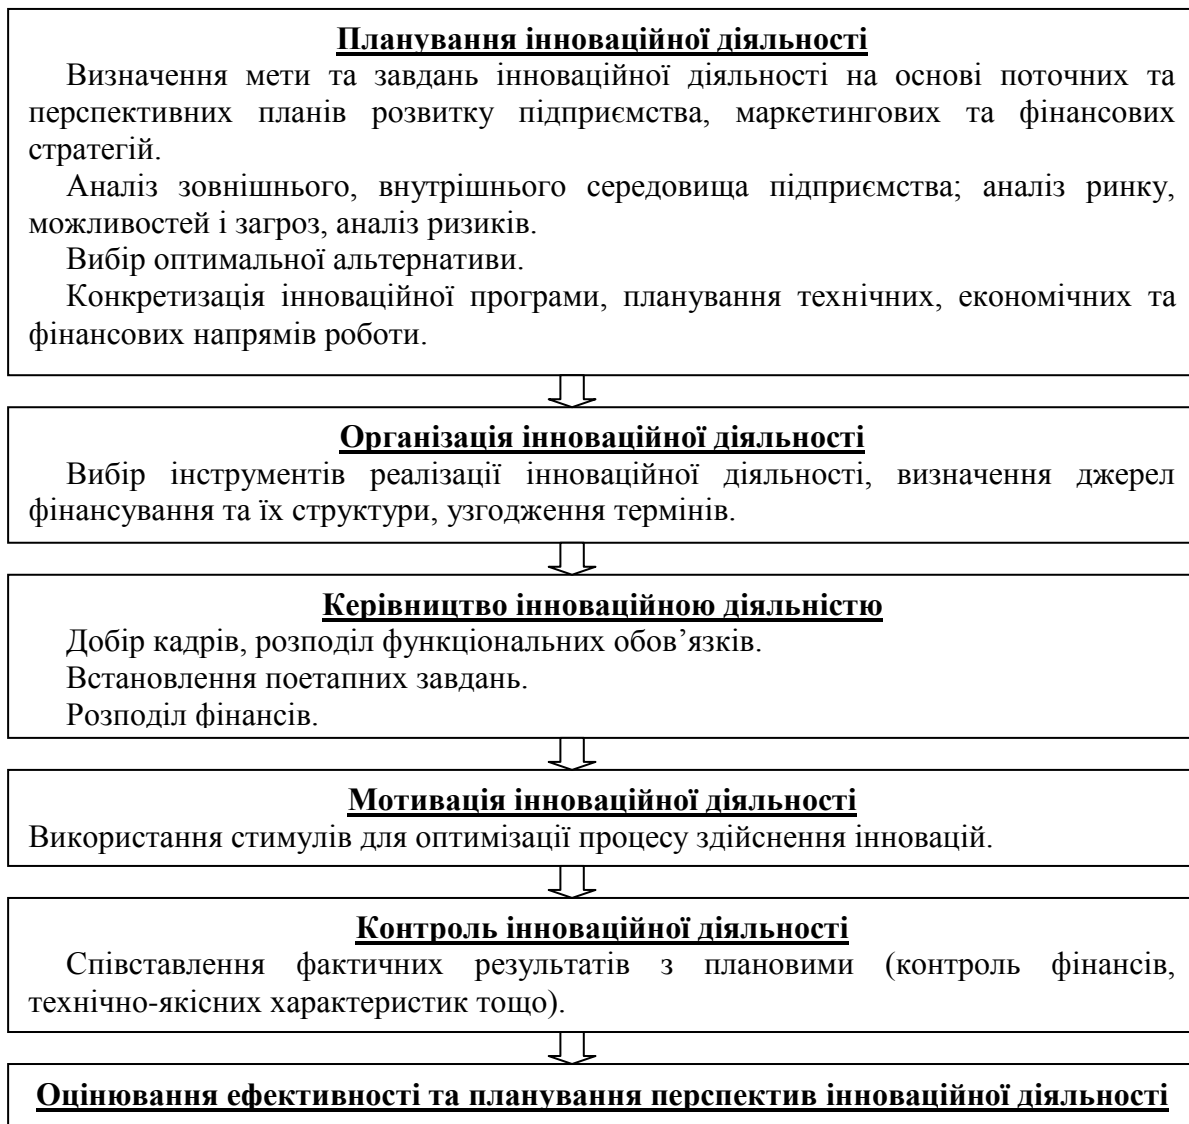 Планування інноваційної діяльності
Визначення мети та завдань інноваційної діяльності на основі поточних та
перспективних планів розвитку підприємства, маркетингових та фінансових
стратегій.
Аналіз зовнішнього, внутрішнього середовища підприємства; аналіз ринку,
можливостей і загроз, аналіз ризиків.
Вибір оптимальної альтернативи.
Конкретизація інноваційної програми, планування технічних, економічних та
фінансових напрямів роботи.
Організація інноваційної діяльності
Вибір інструментів реалізації інноваційної діяльності, визначення джерел
фінансування та їх структури, узгодження термінів.
Керівництво інноваційною діяльністю
Добір кадрів, розподіл функціональних обов’язків.
Встановлення поетапних завдань.
Розподіл фінансів.
Мотивація інноваційної діяльності
Використання стимулів для оптимізації процесу здійснення інновацій.
Контроль інноваційної діяльності
Співставлення фактичних результатів з плановими (контроль фінансів,
технічно-якісних характеристик тощо).
Оцінювання ефективності та планування перспектив інноваційної діяльності